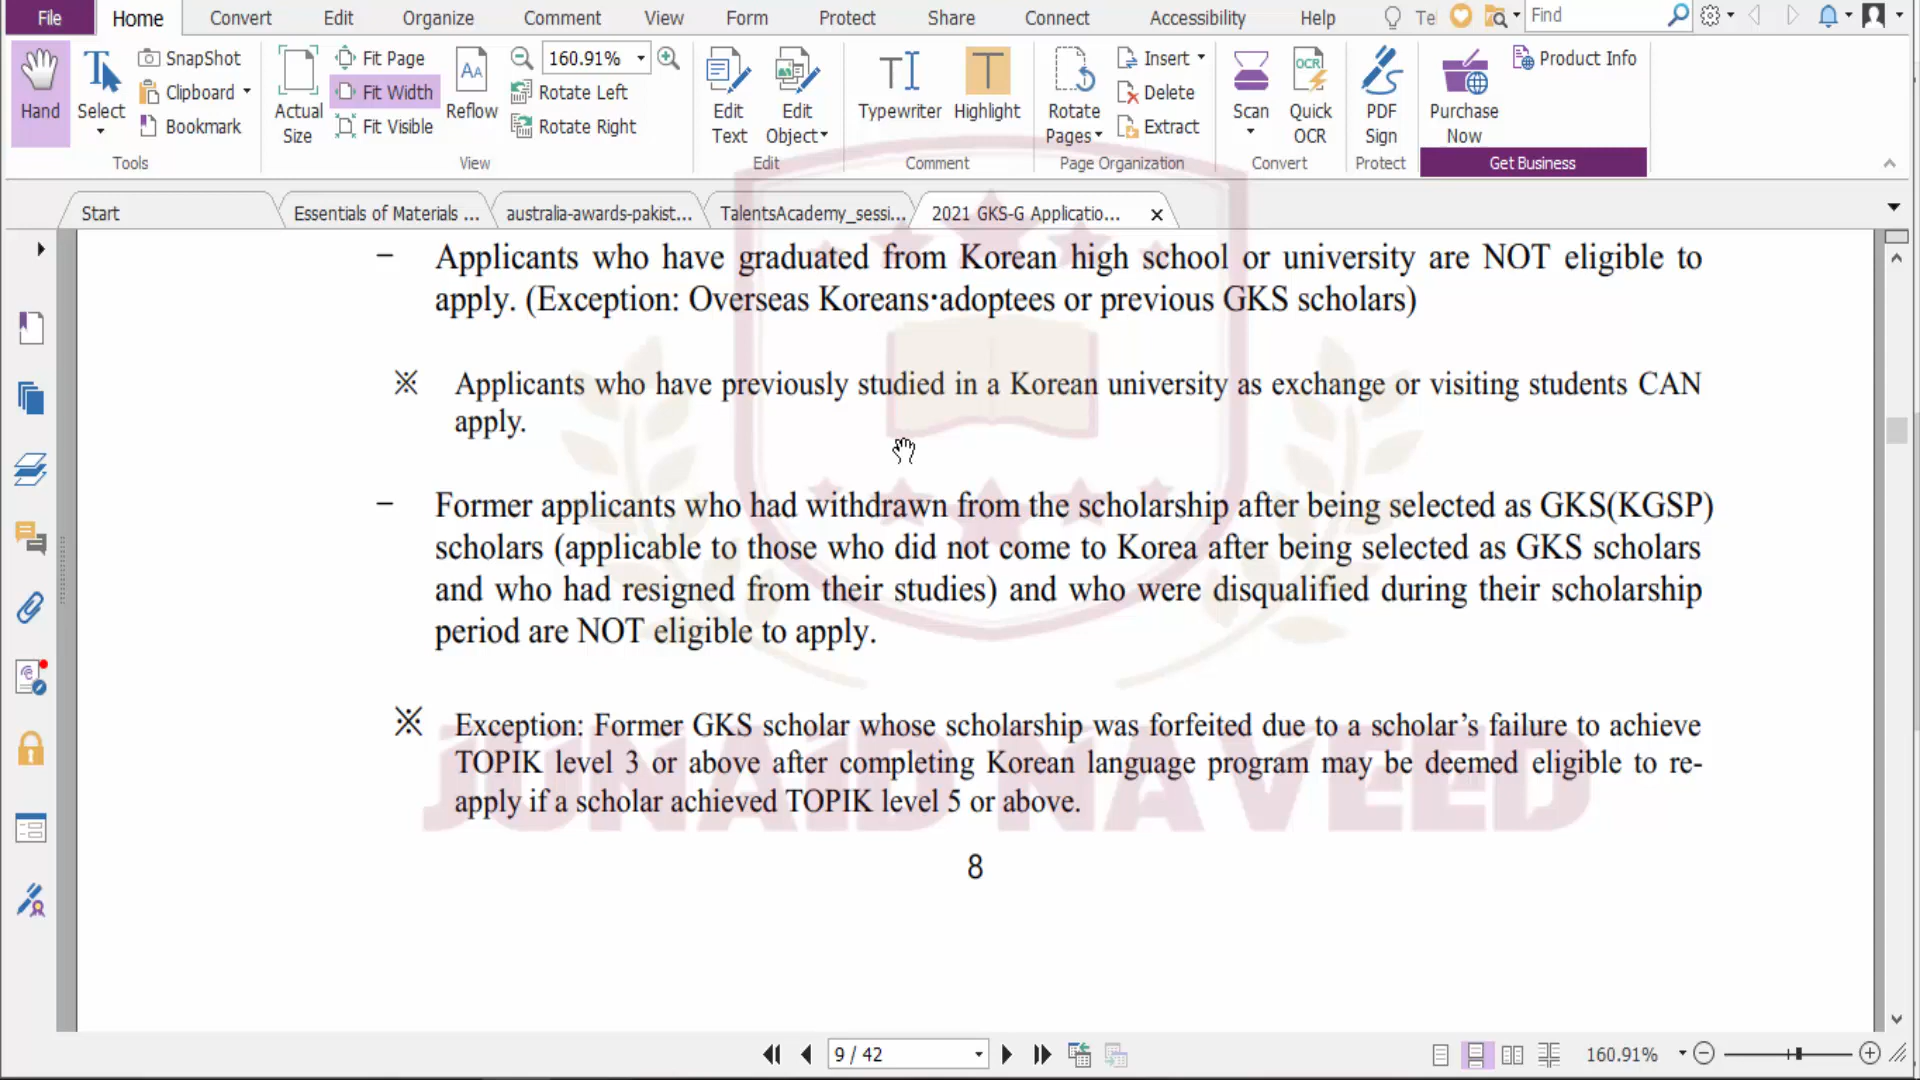 File Home Convert Edit Organize Comment View Form Protect Share Connect Accessibility Help Tel Find
SnapShot Fit Page 160.91% Insert Product Info
Clipboard Fit Width Rotate Left Delete
Bookmark Fit Visible Rotate Right Extract
Hand Select Actual Size Reflow Edit Text Edit Object Typewriter Highlight Rotate Pages Scan Quick OCR PDF Sign Purchase Now
Tools View Edit Comment Page Organization Convert Protect Get Business
Start Essentials of Materials ... australia-awards-pakist... TalentsAcademy_sessi... 2021 GKS-G Applicatio...
– Applicants who have graduated from Korean high school or university are NOT eligible to
apply. (Exception: Overseas Koreans·adoptees or previous GKS scholars)
※ Applicants who have previously studied in a Korean university as exchange or visiting students CAN
apply.
– Former applicants who had withdrawn from the scholarship after being selected as GKS(KGSP)
scholars (applicable to those who did not come to Korea after being selected as GKS scholars
and who had resigned from their studies) and who were disqualified during their scholarship
period are NOT eligible to apply.
※ Exception: Former GKS scholar whose scholarship was forfeited due to a scholar's failure to achieve
TOPIK level 3 or above after completing Korean language program may be deemed eligible to re-
apply if a scholar achieved TOPIK level 5 or above.
JUNAID NAVEED
8
9 / 42 160.91%